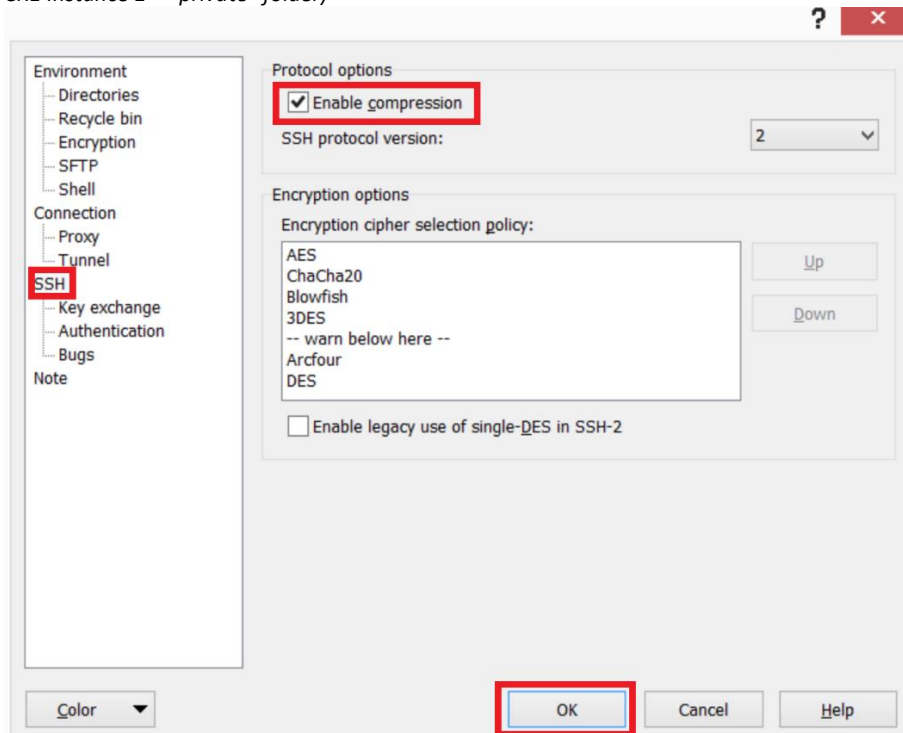 ?
×
Environment
Directories
Recycle bin
Encryption
SFTP
Shell
Connection
Proxy
Tunnel
SSH
Key exchange
Authentication
Bugs
Note
Protocol options
Enable compression
SSH protocol version: 2
Encryption options
Encryption cipher selection policy:
AES
ChaCha20
Blowfish
3DES
-- warn below here --
Arcfour
DES
Up
Down
Enable legacy use of single-DES in SSH-2
Color
OK
Cancel
Help